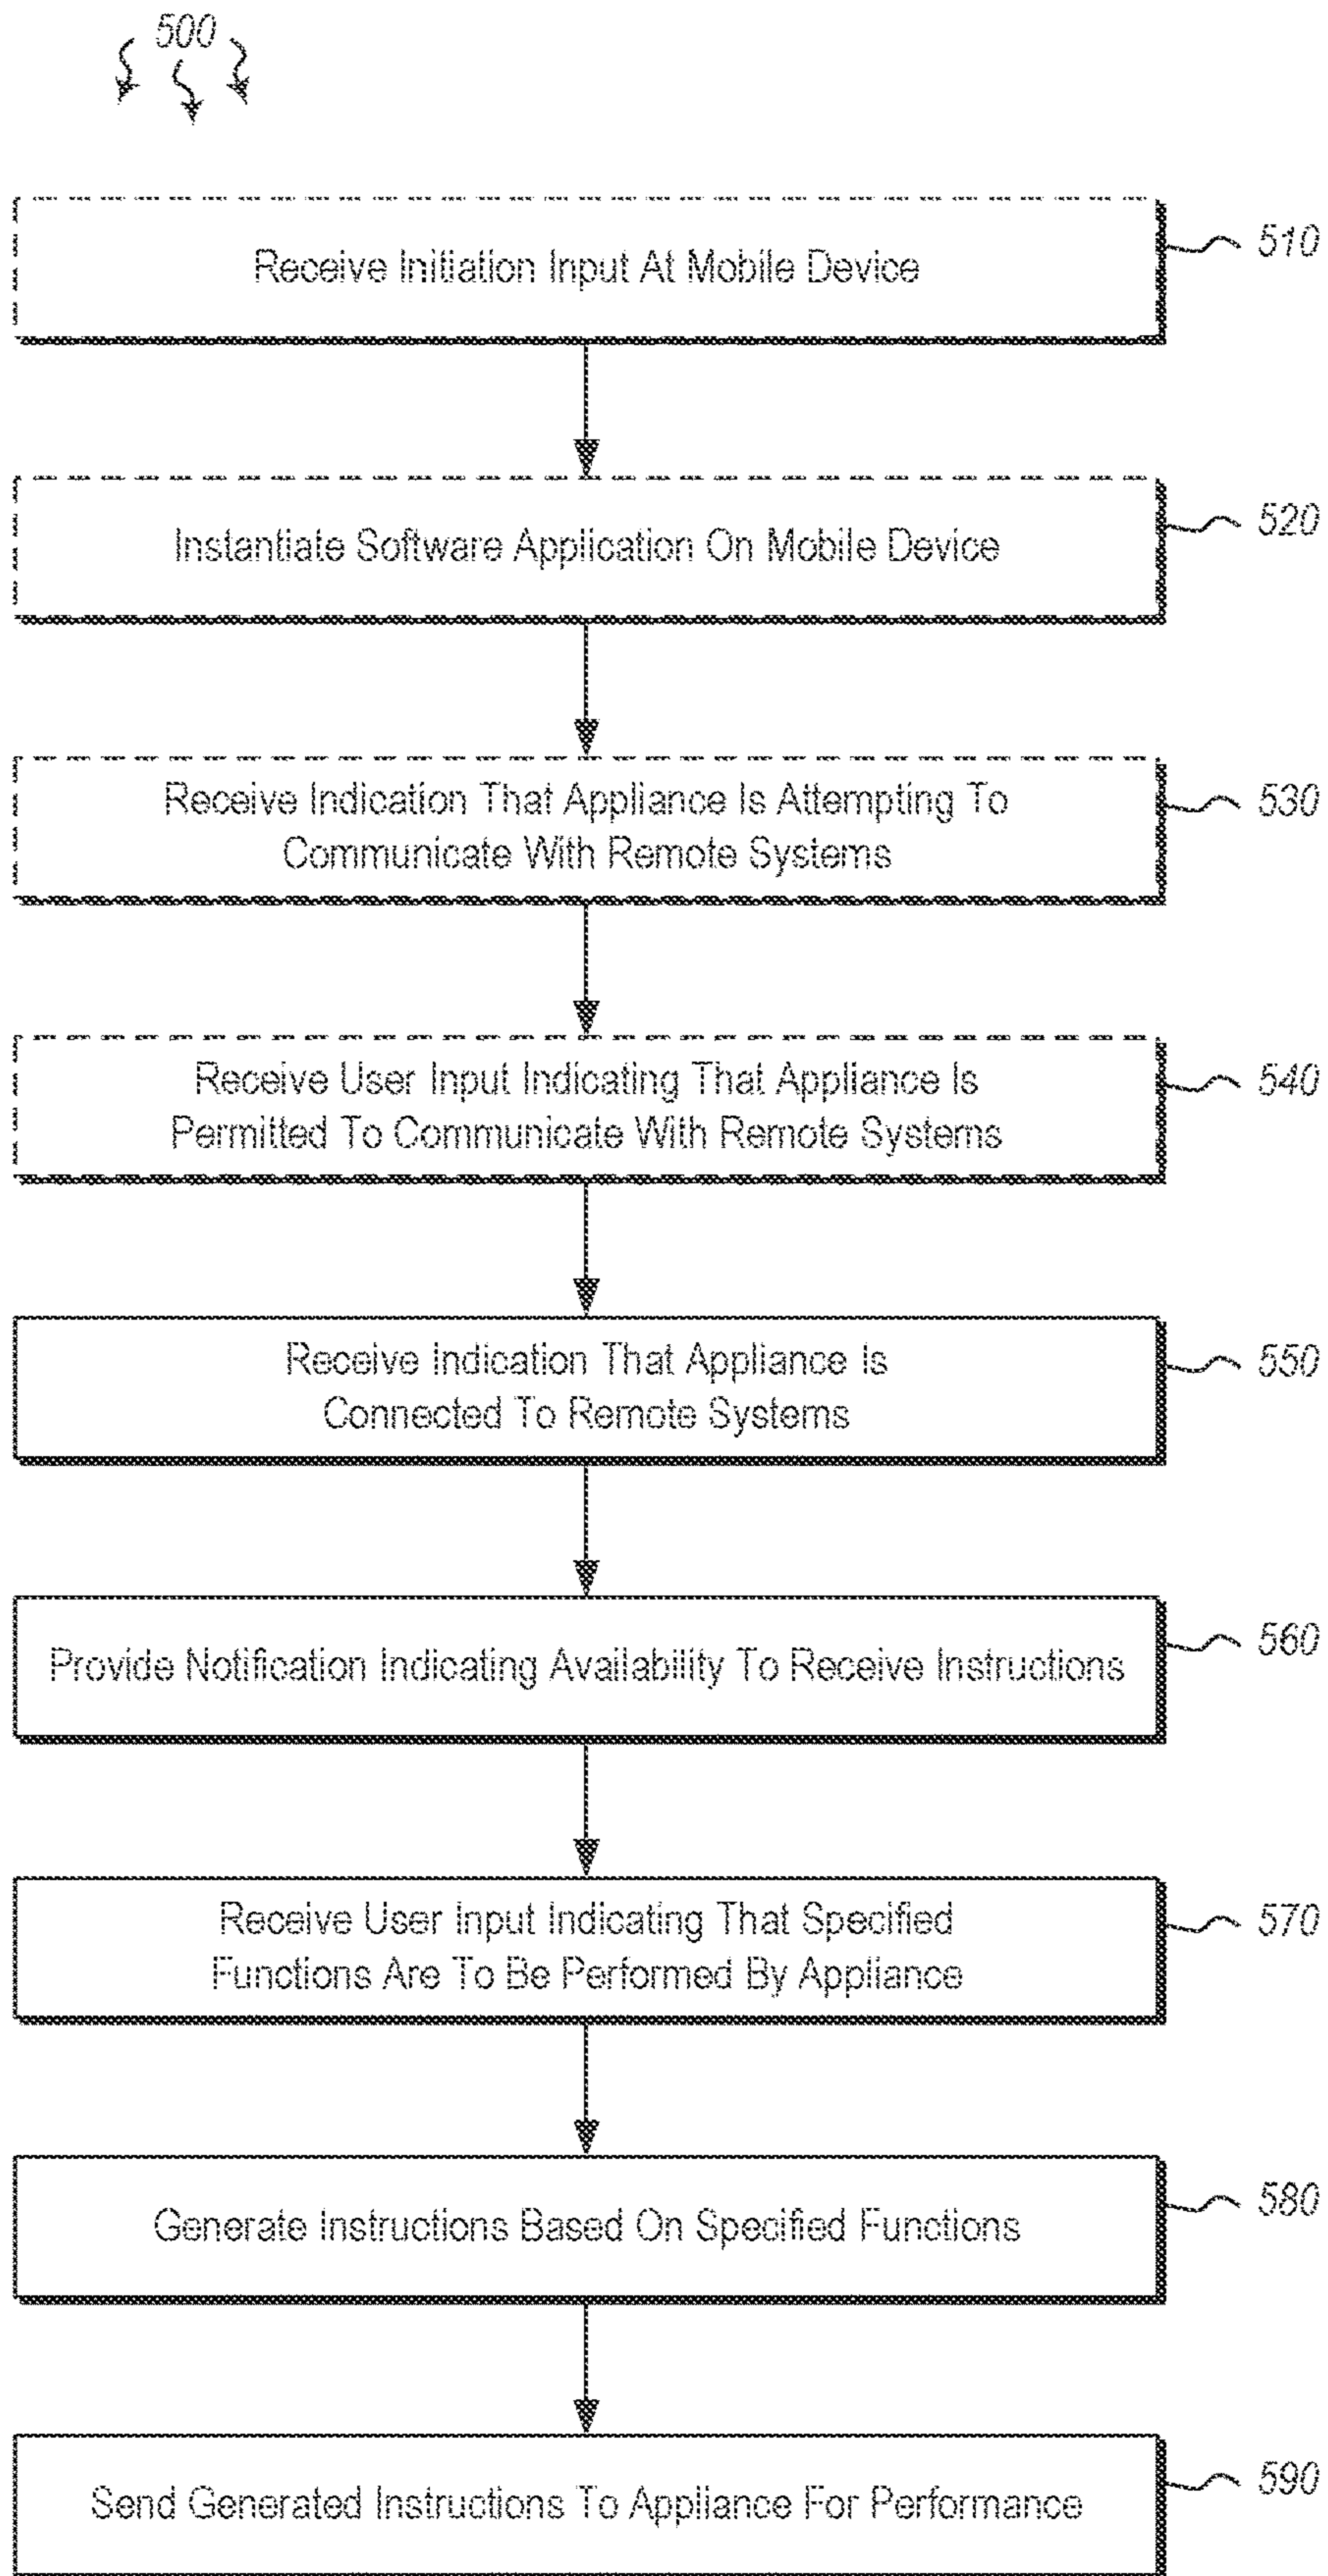 500
Receive Initiation Input At Mobile Device
510
Instantiate Software Application On Mobile Device
520
Receive Indication That Appliance Is Attempting To
Communicate With Remote Systems
530
Receive User Input Indicating That Appliance Is
Permitted To Communicate With Remote Systems
540
Receive Indication That Appliance Is
Connected To Remote Systems
550
Provide Notification Indicating Availability To Receive Instructions
560
Receive User Input Indicating That Specified
Functions Are To Be Performed By Appliance
570
Generate Instructions Based On Specified Functions
580
Send Generated Instructions To Appliance For Performance
590